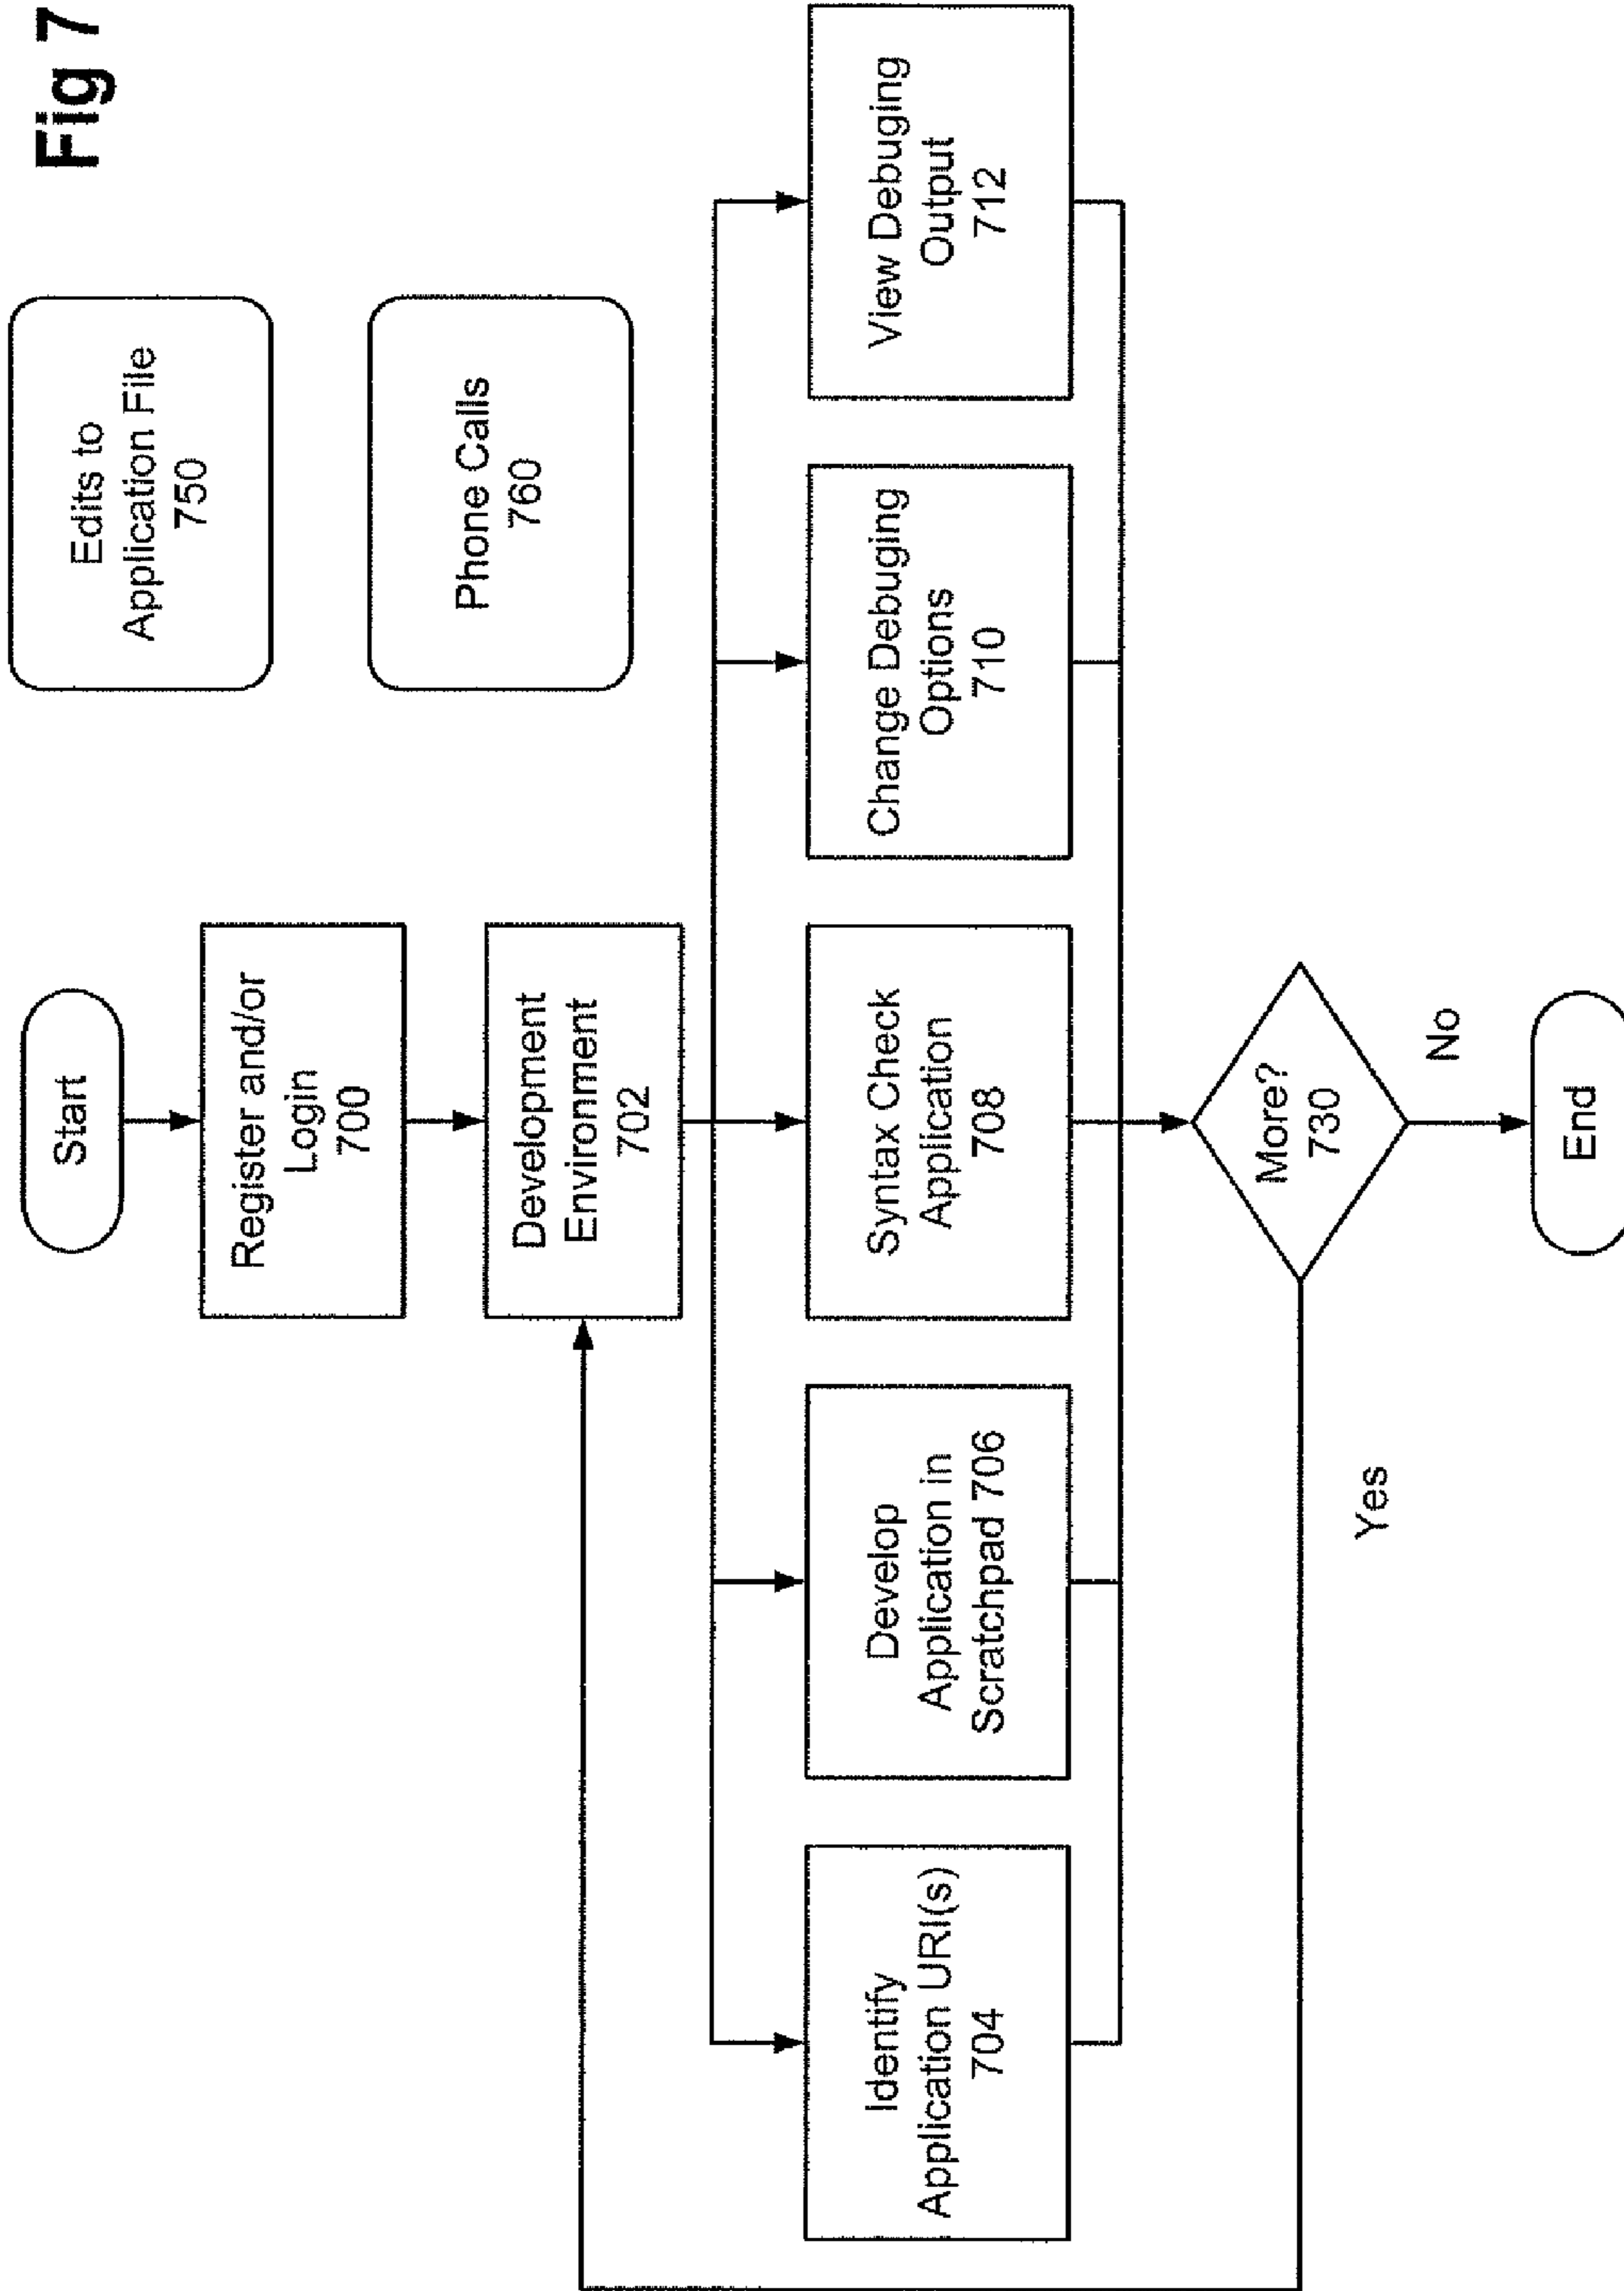 Fig 7
Start
Edits to
Application File
750
Register and/or
Login
700
Phone Calls
760
Development
Environment
702
Identify
Application URI(s)
704
Develop
Application in
Scratchpad 706
Syntax Check
Application
708
Change Debuging
Options
710
View Debuging
Output
712
More?
730
Yes
No
End